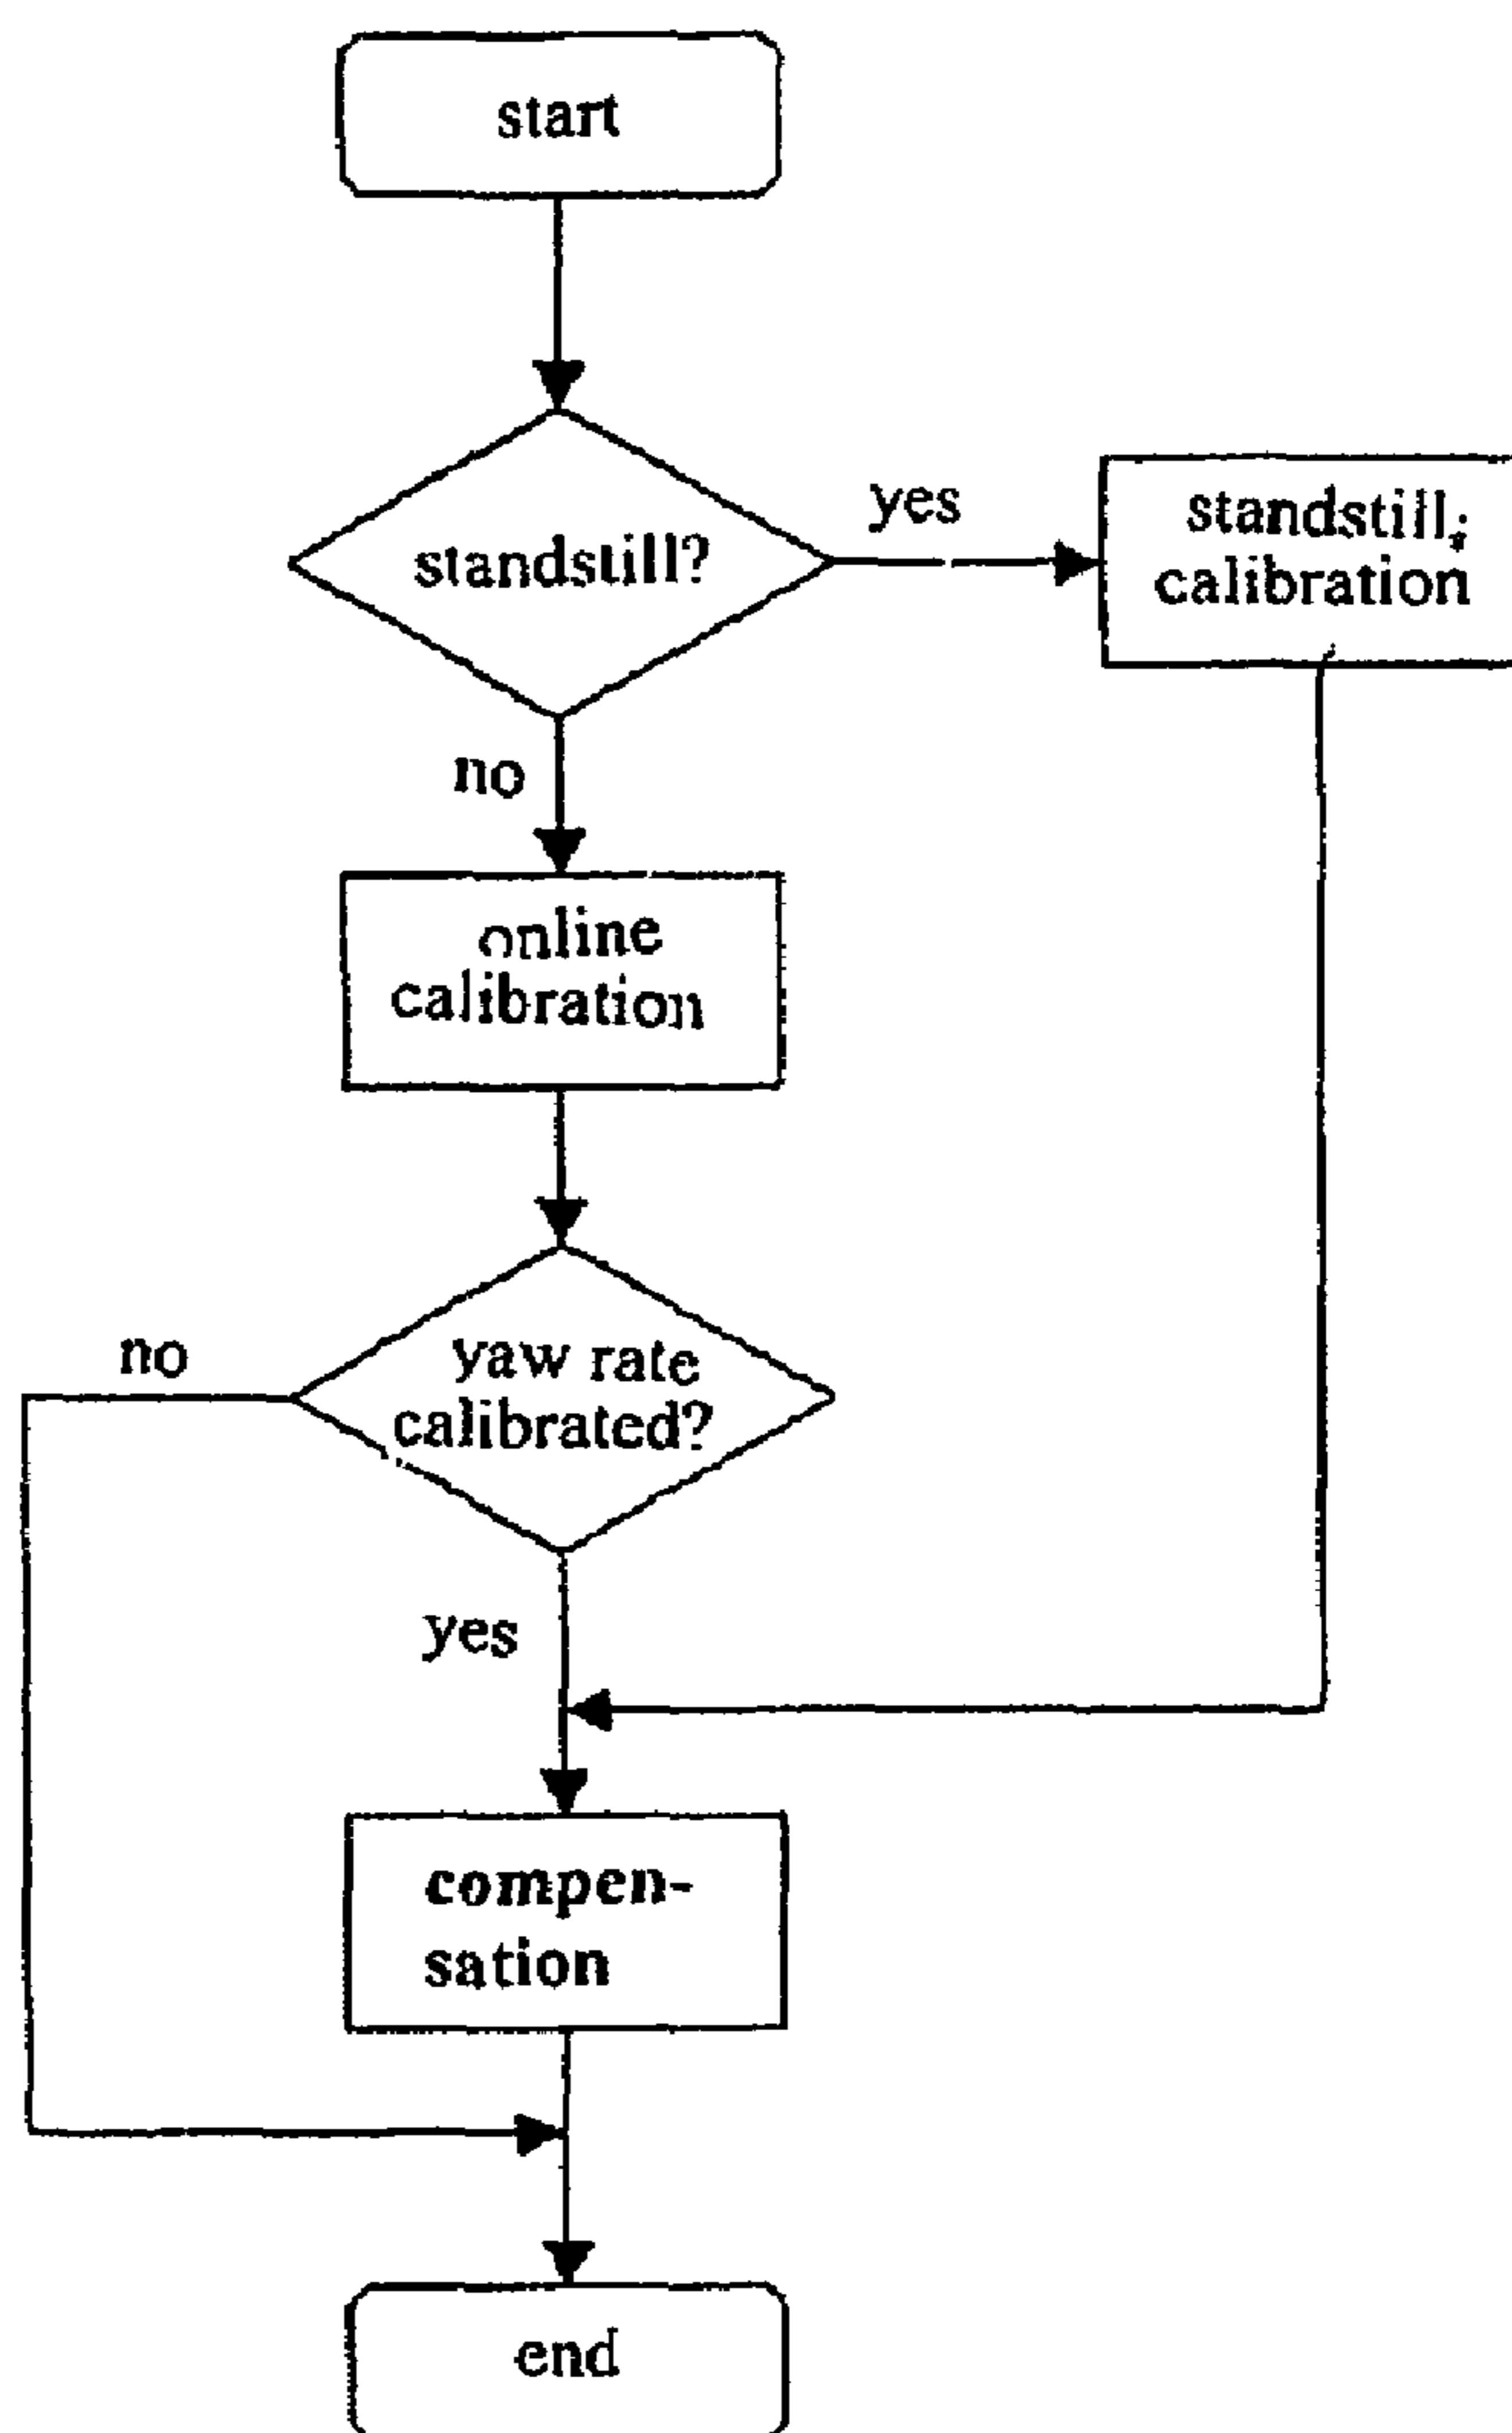 start
standstill?
yes
standstill;
calibration
no
online
calibration
yaw rate
calibrated?
no
yes
compen-
sation
end